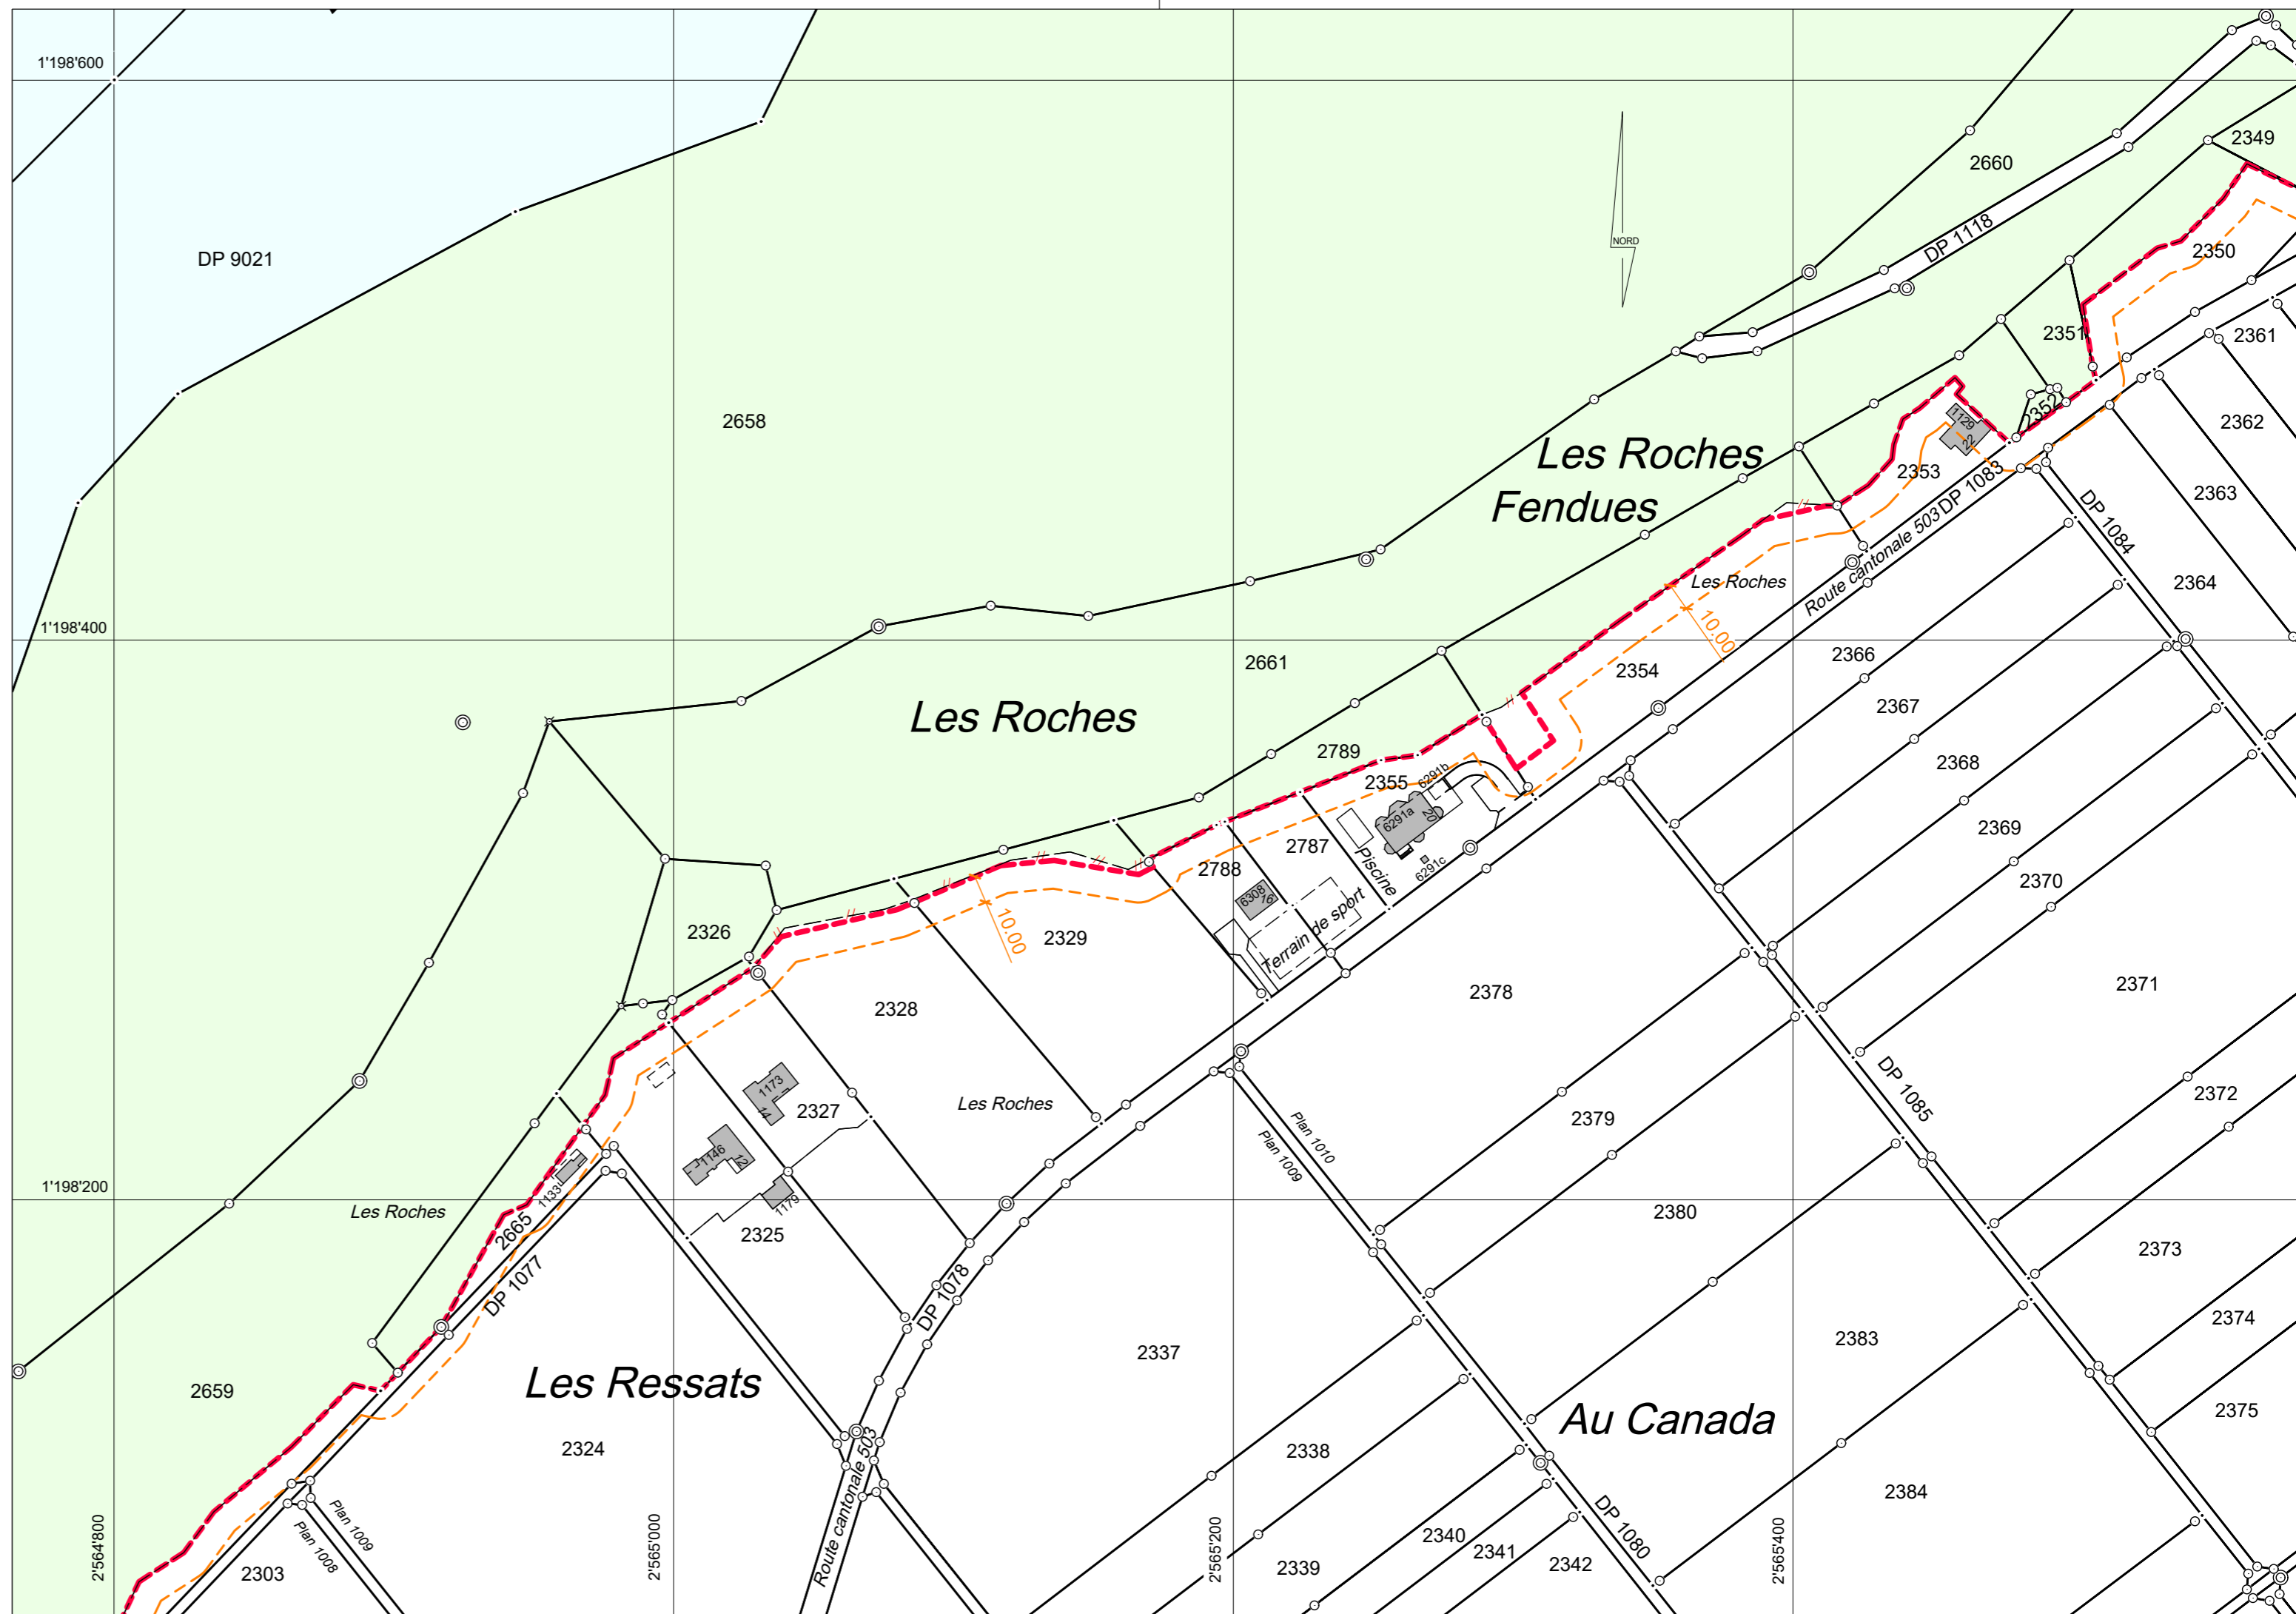 1'198'600
2349
2660
DP 1118
NORD
2350
DP 9021
2351
2361
2658
2352
2362
1129
22
Les Roches
Fendues
2353
2363
Route cantonale 503
DP 1083
DP 1084
Les Roches
2364
1'198'400
10.00
2661
2354
2366
2367
Les Roches
2789
2355
6291b
2368
6291a
20
2369
2787
Piscine
6291c
2788
2370
6308
16
Terrain de sport
2326
10.00
2329
2378
2371
2328
1173
14
2327
Les Roches
DP 1085
2372
Plan 1010
Plan 1009
2379
1146
12
1133
1179
1'198'200
Les Roches
2665
2325
2380
2373
DP 1077
DP 1078
2374
2337
2383
Les Ressats
2659
Au Canada
2375
2324
2338
Route cantonale 503
2384
Plan 1009
Plan 1008
DP 1080
2340
2341
2342
2339
2303
2'564'800
2'565'000
2'565'200
2'565'400